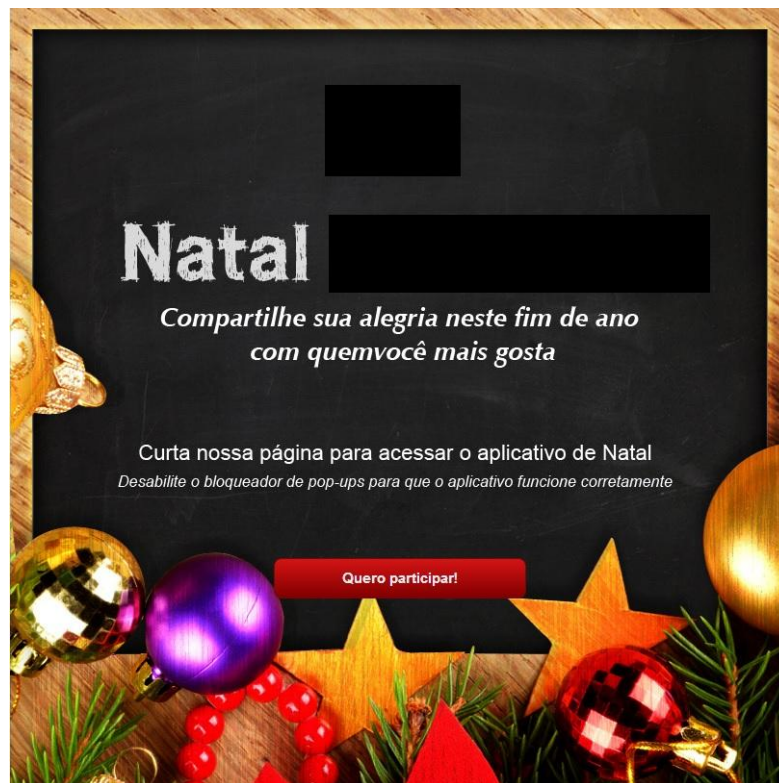 Natal
Compartilhe sua alegria neste fim de ano
com quemvocê mais gosta
Curta nossa página para acessar o aplicativo de Natal
Desabilite o bloqueador de pop-ups para que o aplicativo funcione corretamente
Quero participar!